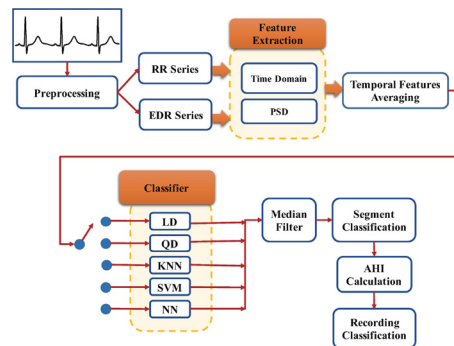 Feature
Extraction
RR Series
Time Domain
Preprocessing
Temporal Features
Averaging
EDR Series
PSD
Classifier
LD
QD
KNN
SVM
NN
Median
Filter
Segment
Classification
AHI
Calculation
Recording
Classification